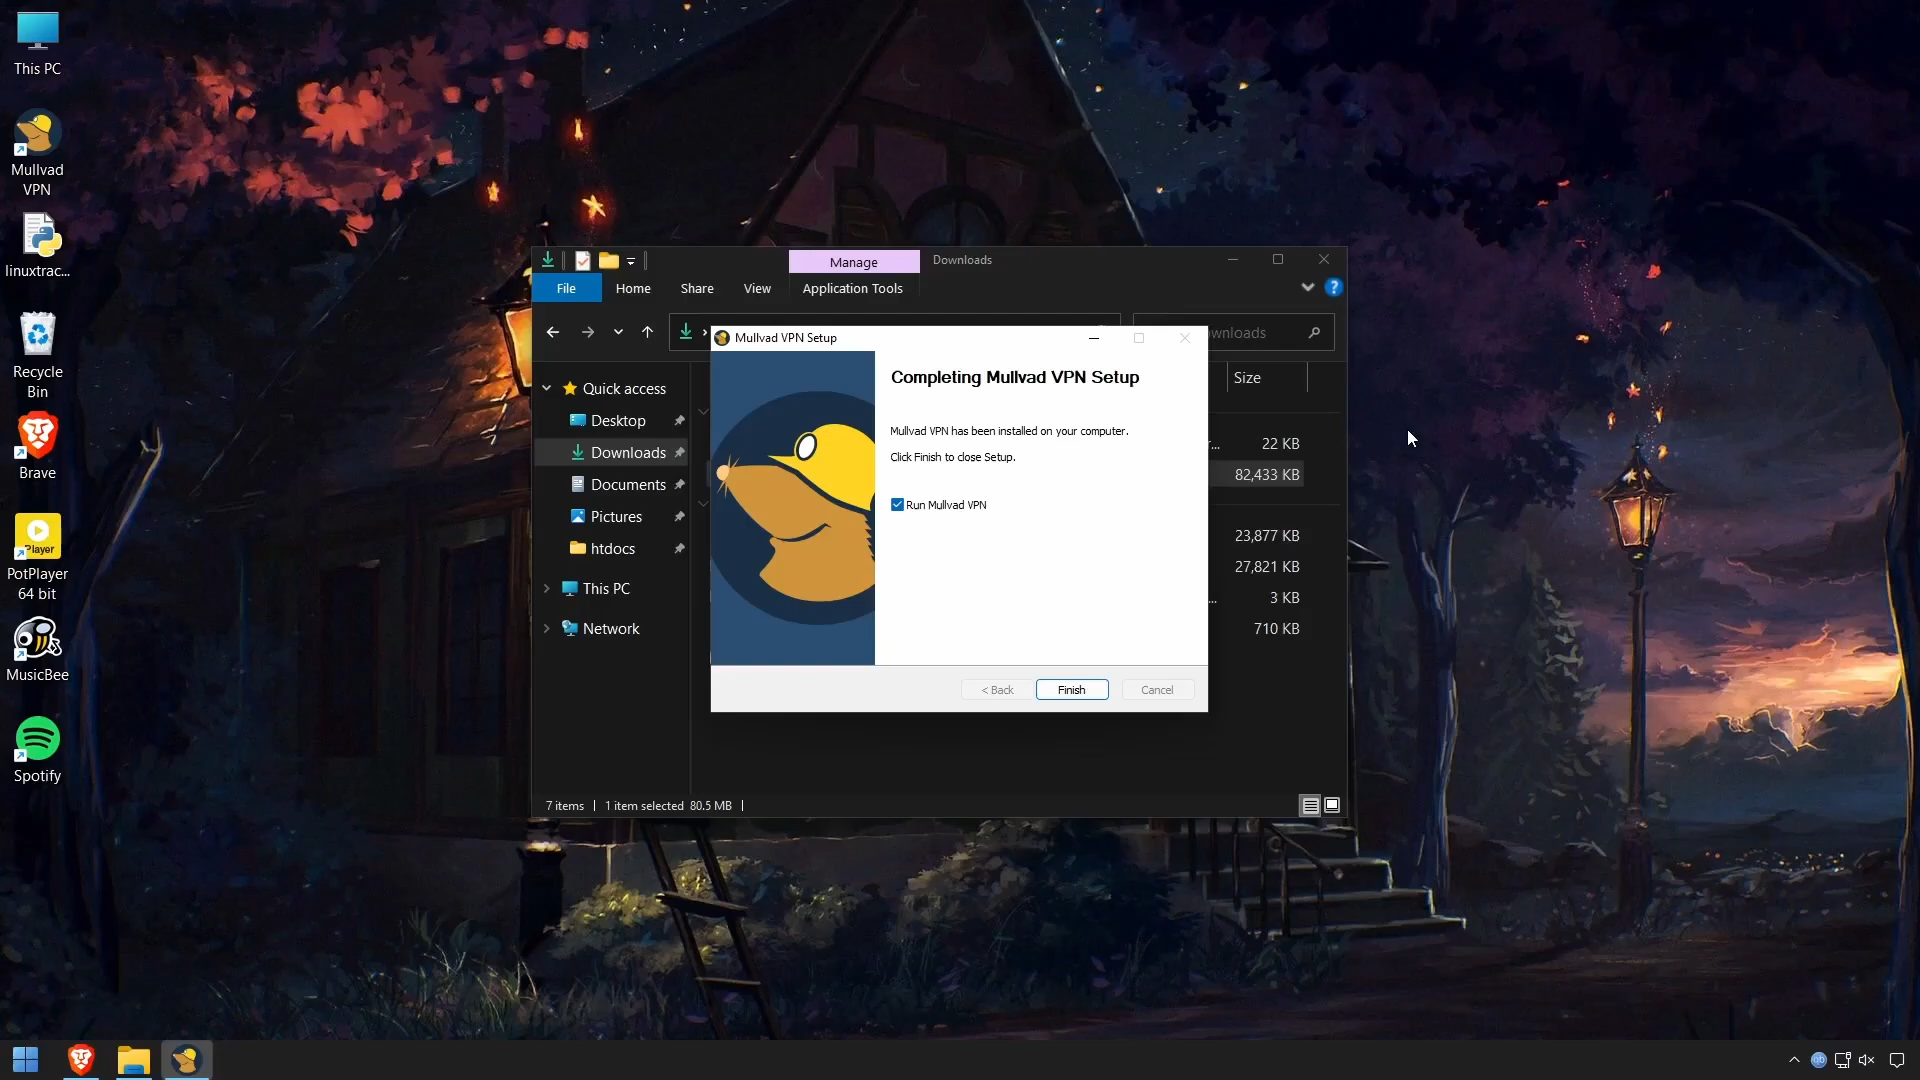 This PC
Mullvad
VPN
linuxtrac...
Recycle
Bin
Brave
Player
PotPlayer
64 bit
MusicBee
Spotify
Manage
Downloads
File
Home
Share
View
Application Tools
?
Size
Quick access
Desktop
Downloads
Documents
Pictures
htdocs
This PC
Network
22 KB
82,433 KB
23,877 KB
27,821 KB
3 KB
710 KB
7 items
1 item selected 80.5 MB
Mullvad VPN Setup
Completing Mullvad VPN Setup
Mullvad VPN has been installed on your computer.
Click Finish to close Setup.
Run Mullvad VPN
< Back
Finish
Cancel
qb